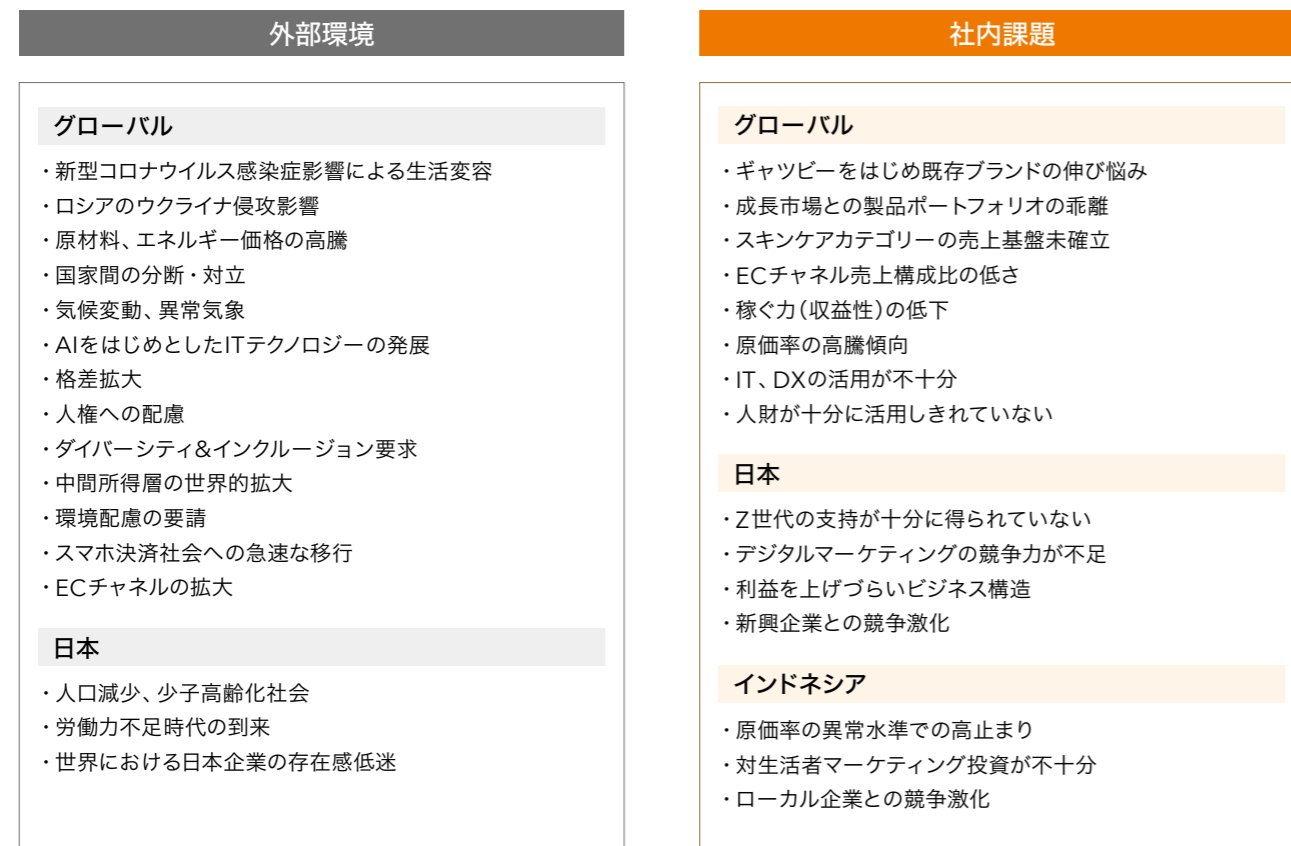 外部環境
グローバル
・新型コロナウイルス感染症影響による生活変容
・ロシアのウクライナ侵攻影響
・原材料、エネルギー価格の高騰
・国家間の分断・対立
・気候変動、異常気象
・AIをはじめとしたITテクノロジーの発展
・格差拡大
・人権への配慮
・ダイバーシティ&インクルージョン要求
・中間所得層の世界的拡大
・環境配慮の要請
・スマホ決済社会への急速な移行
・ECチャネルの拡大
日本
・人口減少、少子高齢化社会
・労働力不足時代の到来
・世界における日本企業の存在感低迷
社内課題
グローバル
・ギャツビーをはじめ既存ブランドの伸び悩み
・成長市場との製品ポートフォリオの乖離
・スキンケアカテゴリーの売上基盤未確立
・ECチャネル売上構成比の低さ
・稼ぐ力(収益性)の低下
・原価率の高騰傾向
・IT、DXの活用が不十分
・人財が十分に活用しきれていない
日本
・Z世代の支持が十分に得られていない
・デジタルマーケティングの競争力が不足
・利益を上げづらいビジネス構造
・新興企業との競争激化
インドネシア
・原価率の異常水準での高止まり
・対生活者マーケティング投資が不十分
・ローカル企業との競争激化